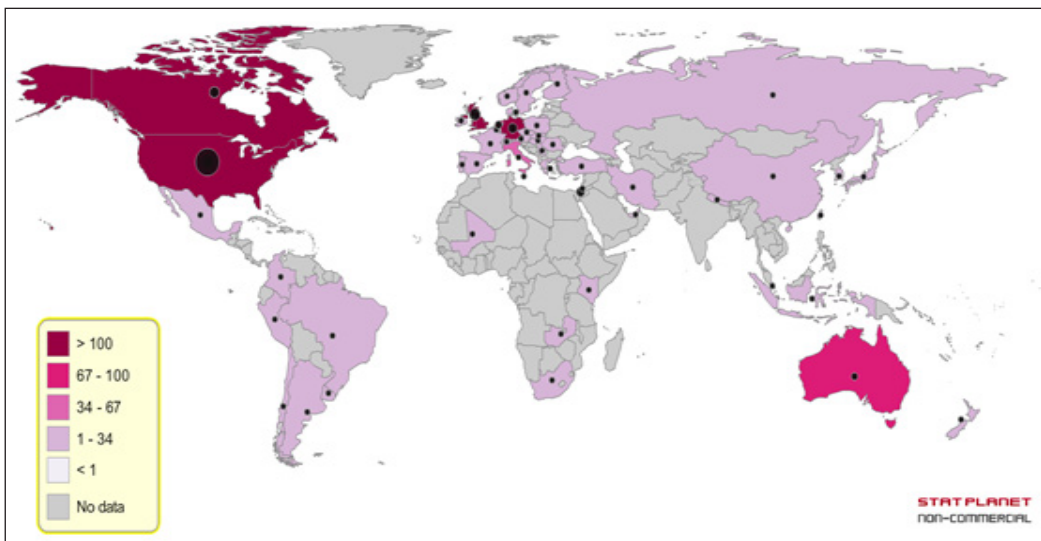 > 100
67 - 100
34 - 67
1 - 34
< 1
No data
STAT PLANET
NON-COMMERCIAL